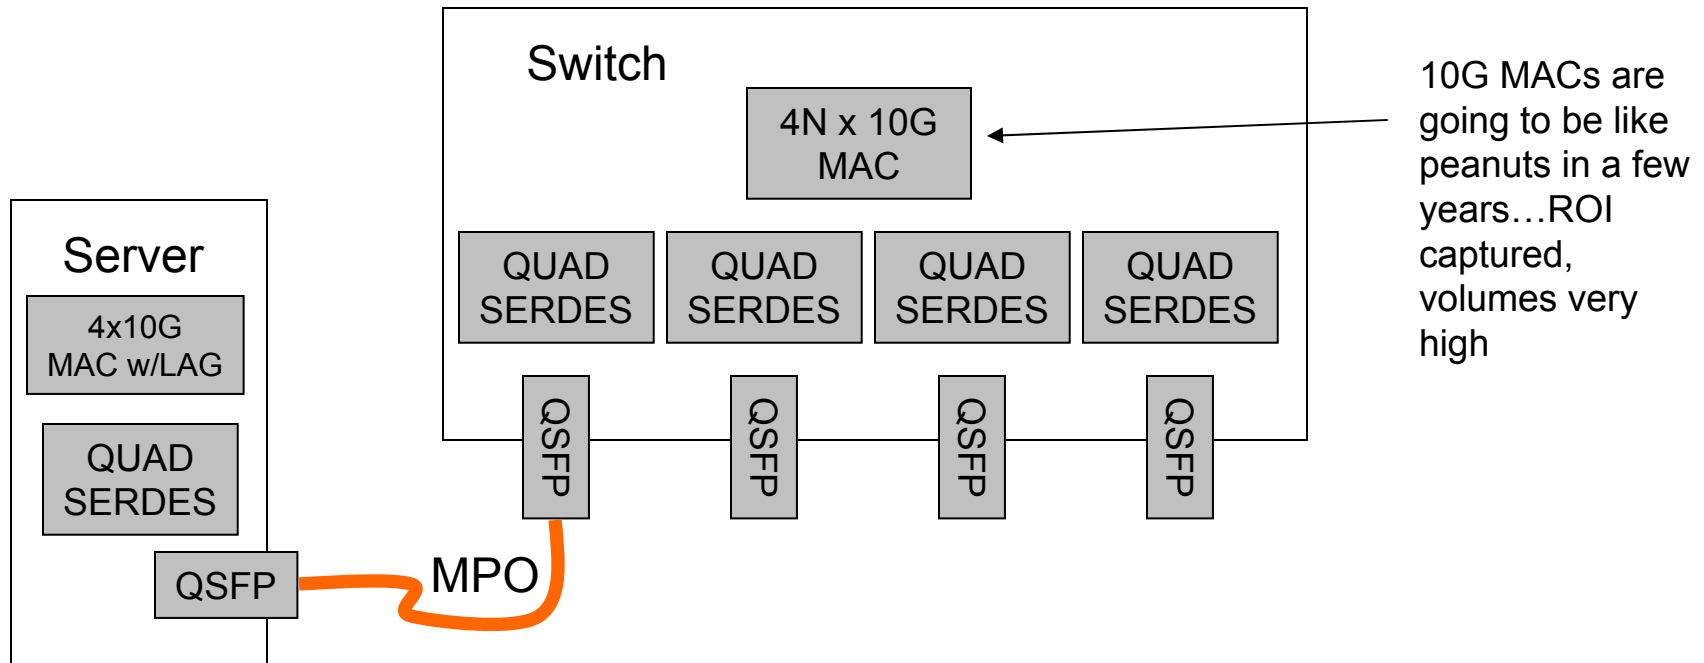 Switch
4N x 10G
MAC
10G MACs are
going to be like
peanuts in a few
years…ROI
captured,
volumes very
high
Server
4x10G
MAC w/LAG
QUAD
SERDES
QUAD
SERDES
QUAD
SERDES
QUAD
SERDES
QUAD
SERDES
QSFP
QSFP
QSFP
QSFP
QSFP
MPO